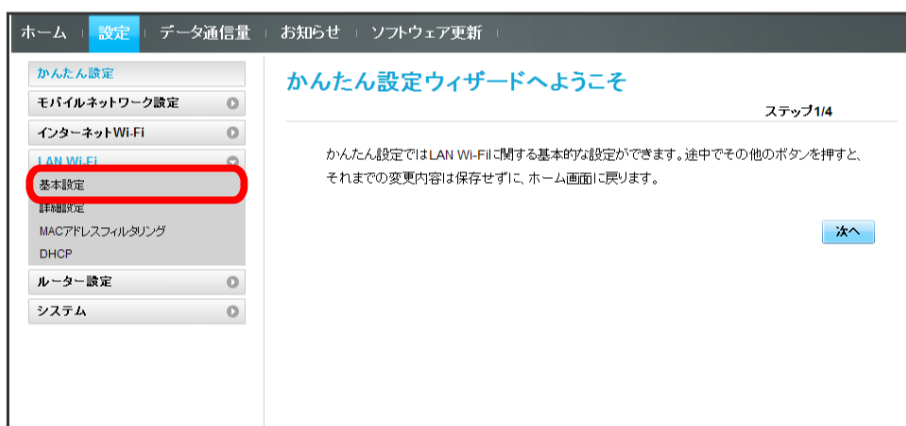 ホーム 設定 データ通信量 お知らせ ソフトウェア更新
かんたん設定
モバイルネットワーク設定
インターネットWi-Fi
LAN Wi-Fi
基本設定
詳細設定
MACアドレスフィルタリング
DHCP
ルーター設定
システム
かんたん設定ウィザードへようこそ
ステップ1/4
かんたん設定ではLAN Wi-Fiに関する基本的な設定ができます。途中でその他のボタンを押すと、
それまでの変更内容は保存せずに、ホーム画面に戻ります。
次へ